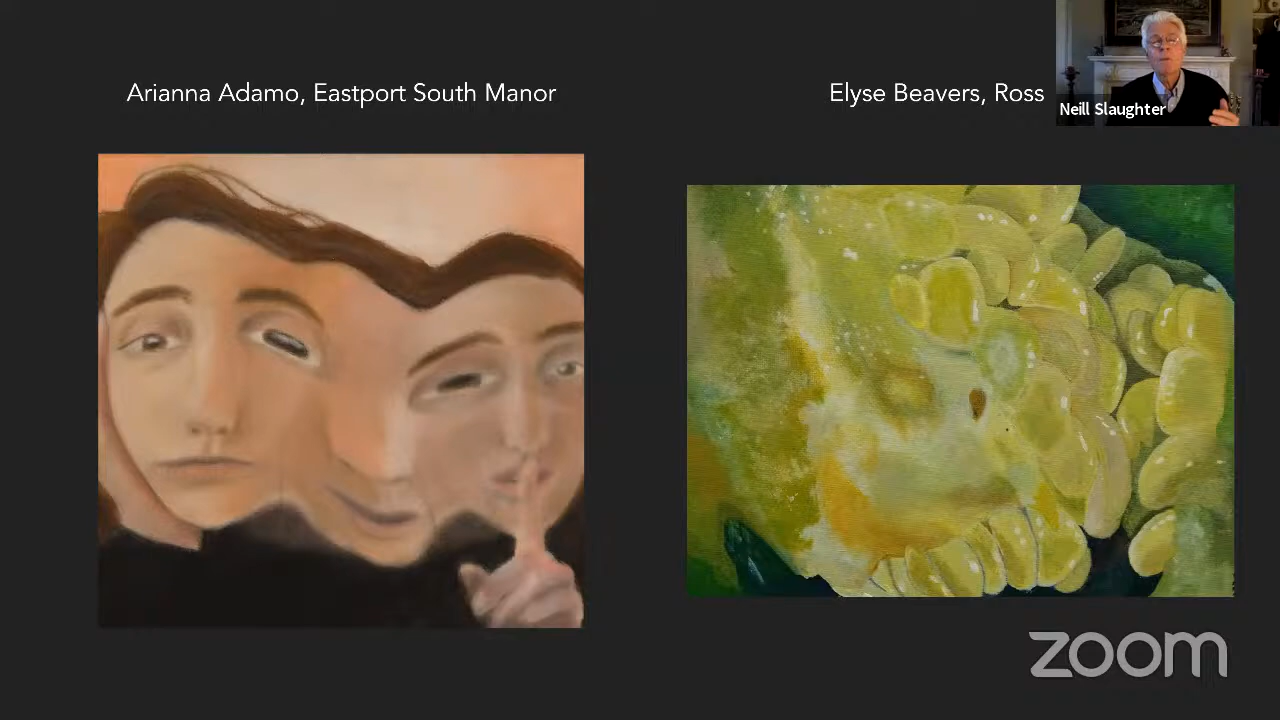 Arianna Adamo, Eastport South Manor
Elyse Beavers, Ross
Neill Slaughter
zoom